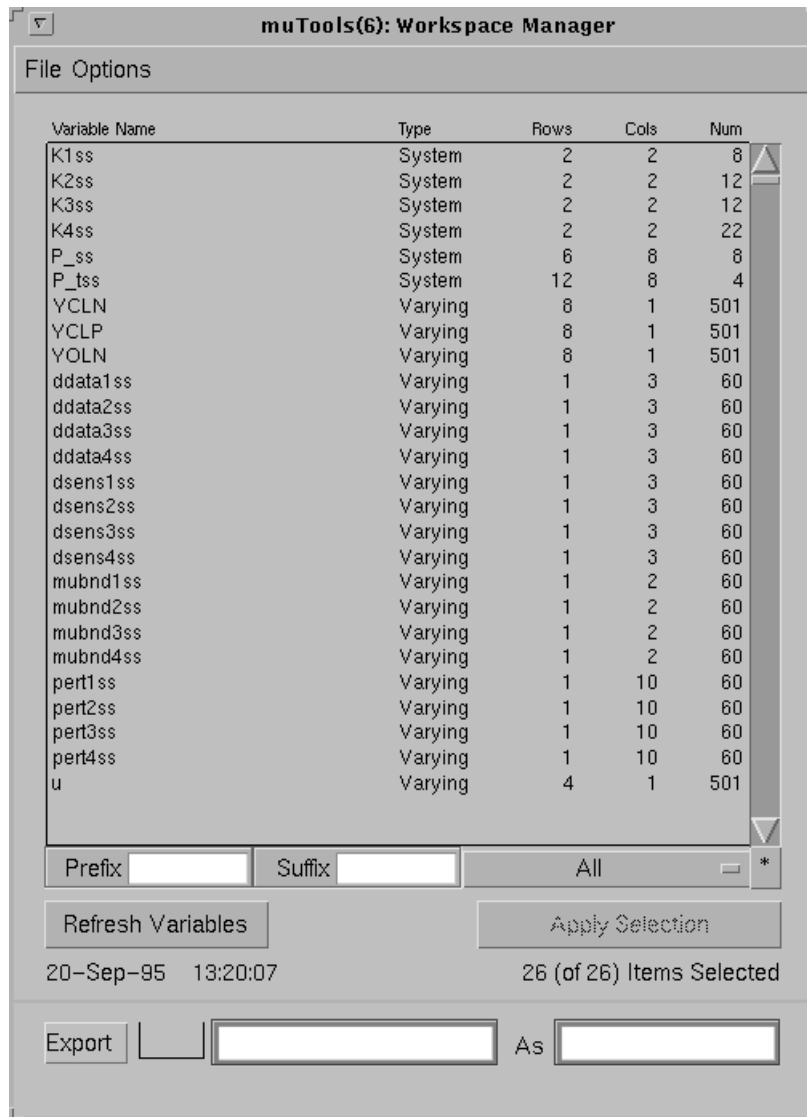 muTools(6): Workspace Manager
File Options
Variable Name Type Rows Cols Num
K1ss System 2 2 8
K2ss System 2 2 12
K3ss System 2 2 12
K4ss System 2 2 22
P_ss System 6 8 8
P_tss System 12 8 4
YCLN Varying 8 1 501
YCLP Varying 8 1 501
YOLN Varying 8 1 501
ddata1ss Varying 1 3 60
ddata2ss Varying 1 3 60
ddata3ss Varying 1 3 60
ddata4ss Varying 1 3 60
dsens1ss Varying 1 3 60
dsens2ss Varying 1 3 60
dsens3ss Varying 1 3 60
dsens4ss Varying 1 3 60
mubnd1ss Varying 1 2 60
mubnd2ss Varying 1 2 60
mubnd3ss Varying 1 2 60
mubnd4ss Varying 1 2 60
pert1ss Varying 1 10 60
pert2ss Varying 1 10 60
pert3ss Varying 1 10 60
pert4ss Varying 1 10 60
u Varying 4 1 501
Prefix Suffix All *
Refresh Variables Apply Selection
20-Sep-95 13:20:07 26 (of 26) Items Selected
Export As